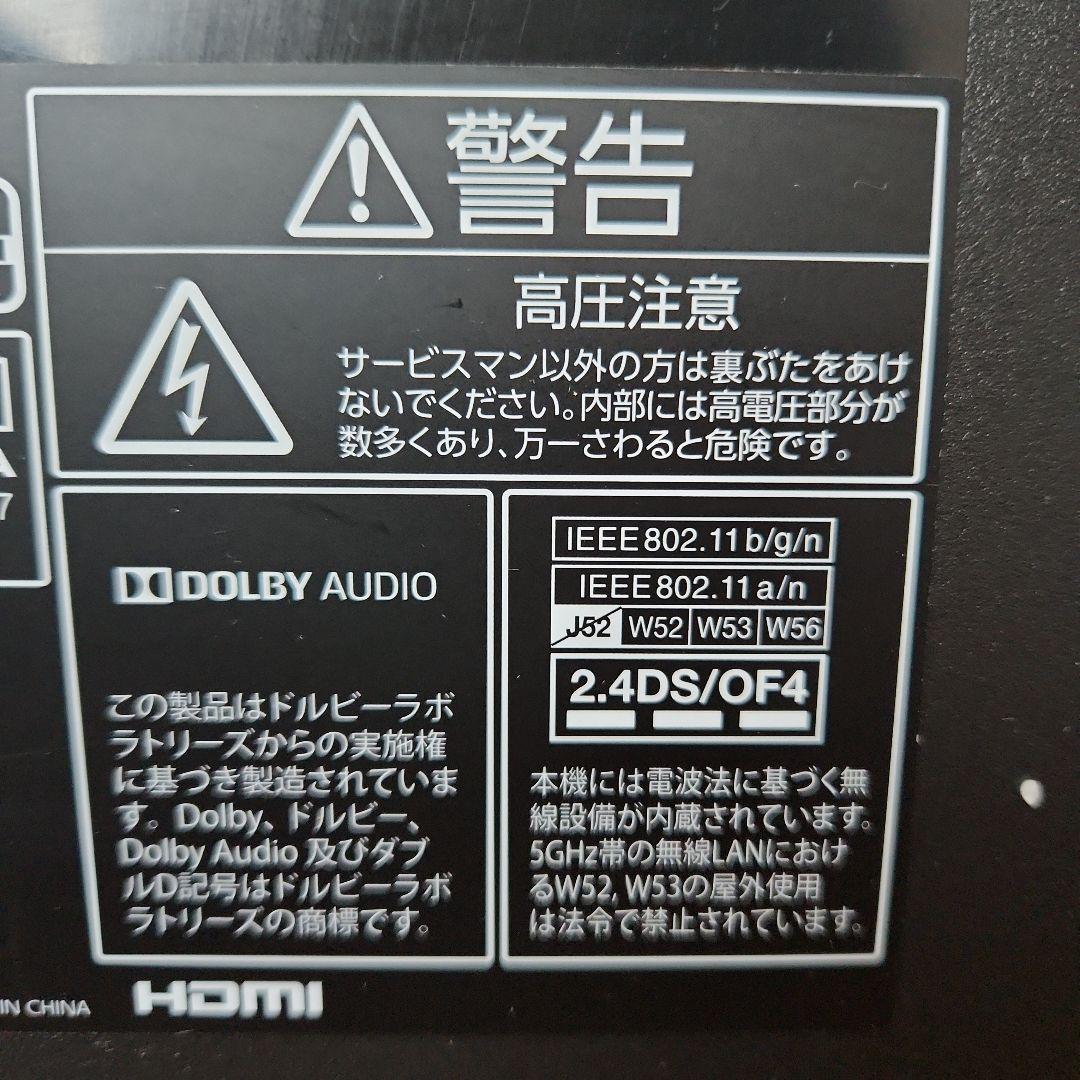 警告
高圧注意
サービスマン以外の方は裏ぶたをあけ
ないでください。内部には高電圧部分が
数多くあり、万一さわると危険です。
DOLBY AUDIO
この製品はドルビーラボ
ラトリーズからの実施権
に基づき製造されていま
す。Dolby、ドルビー、
Dolby Audio 及びダブ
ルD記号はドルビーラボ
ラトリーズの商標です。
IEEE802.11b/g/n
IEEE802.11a/n
J52 W52 W53 W56
2.4DS/OF4
本機には電波法に基づく無
線設備が内蔵されています。
5GHz帯の無線LANにおけ
るW52, W53の屋外使用
は法令で禁止されています。
IN CHINA
HDMI
7